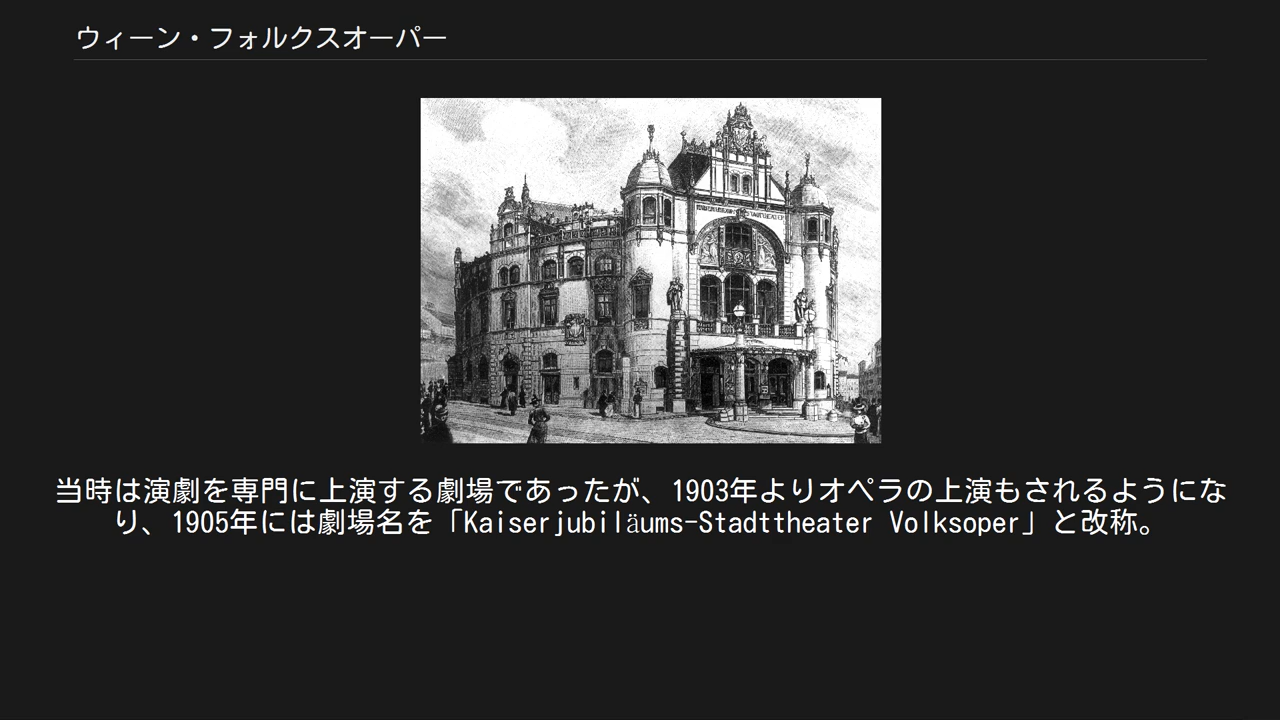 ウィーン・フォルクスオーパー
当時は演劇を専門に上演する劇場であったが、1903年よりオペラの上演もされるようにな
り、1905年には劇場名を「Kaiserjubiläums-Stadttheater Volksoper」と改称。